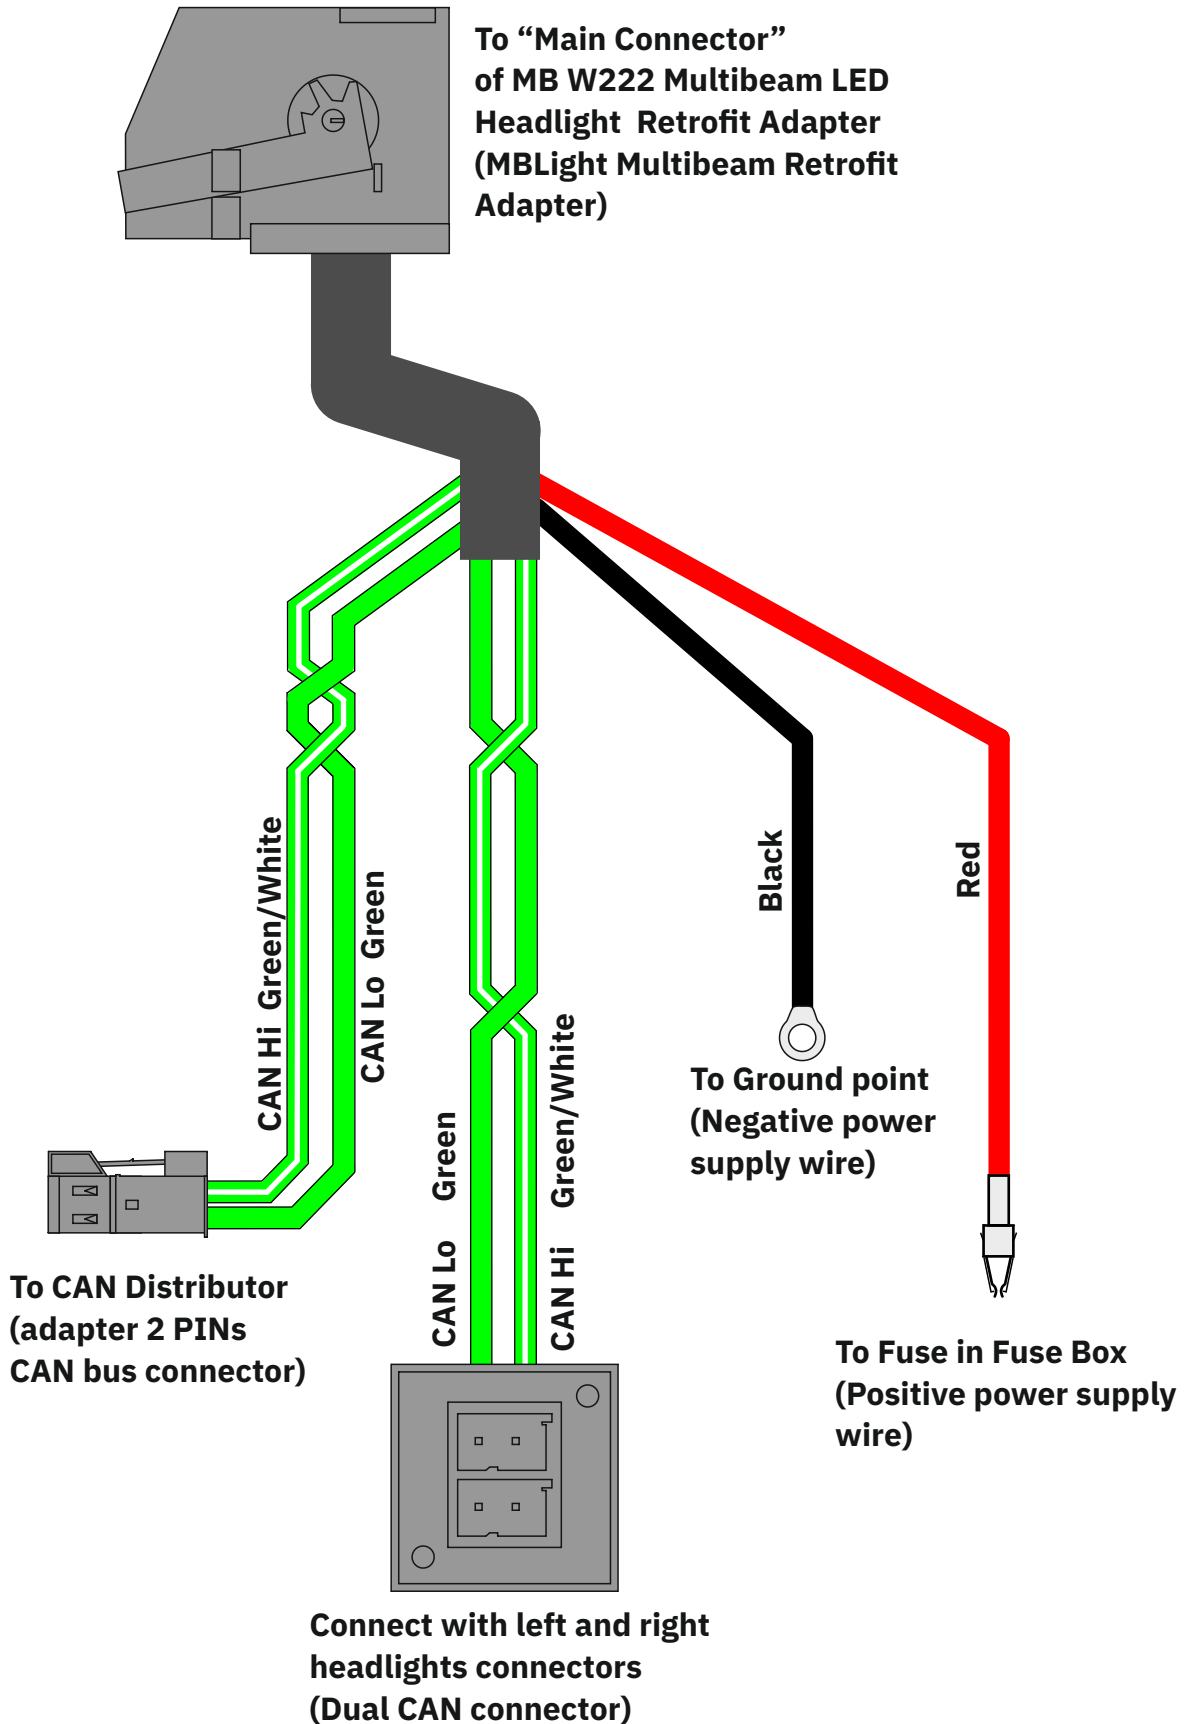 To “Main Connector”
of MB W222 Multibeam LED
Headlight  Retrofit Adapter
(MBLight Multibeam Retrofit
Adapter)
CAN Hi  Green/White
CAN Lo  Green
Black
Red
To Ground point
(Negative power
supply wire)
CAN Lo  Green
CAN Hi  Green/White
To CAN Distributor
(adapter 2 PINs
CAN bus connector)
To Fuse in Fuse Box
(Positive power supply
wire)
Connect with left and right
headlights connectors
(Dual CAN connector)